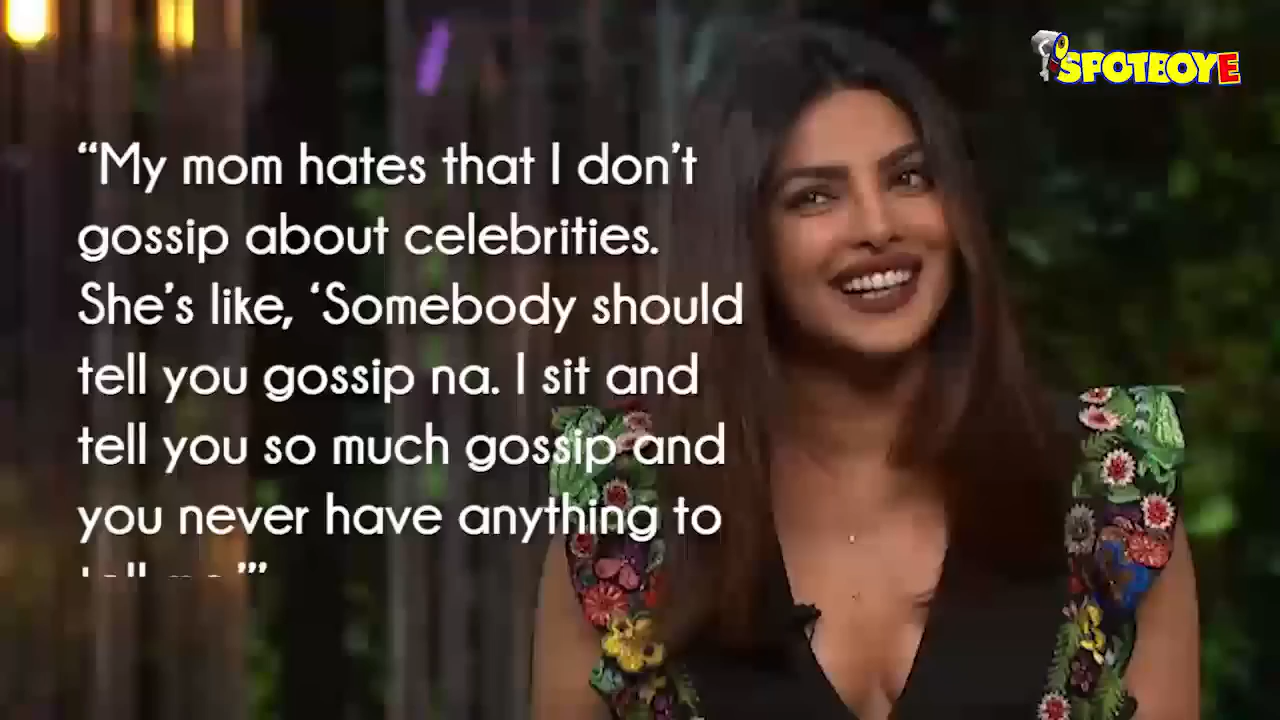 SPOTBOYE
“My mom hates that I don’t
gossip about celebrities.
She’s like, ‘Somebody should
tell you gossip na. I sit and
tell you so much gossip and
you never have anything to